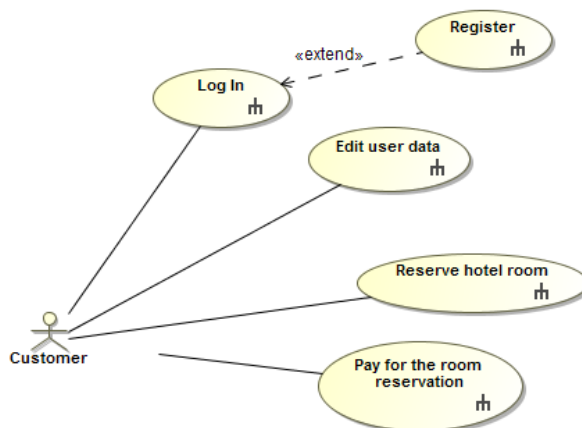 Register
«extend»
Log In
Edit user data
Reserve hotel room
Customer
Pay for the room
reservation